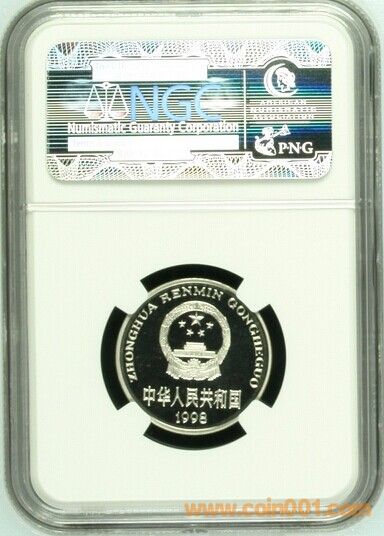 NGC
Numismatic Guaranty Corporation
AMERICAN
NUMISMATIC
ASSOCIATION
PNG
ZHONGHUA RENMIN GONGHEGUO
中华人民共和国
1998
www.coin001.com